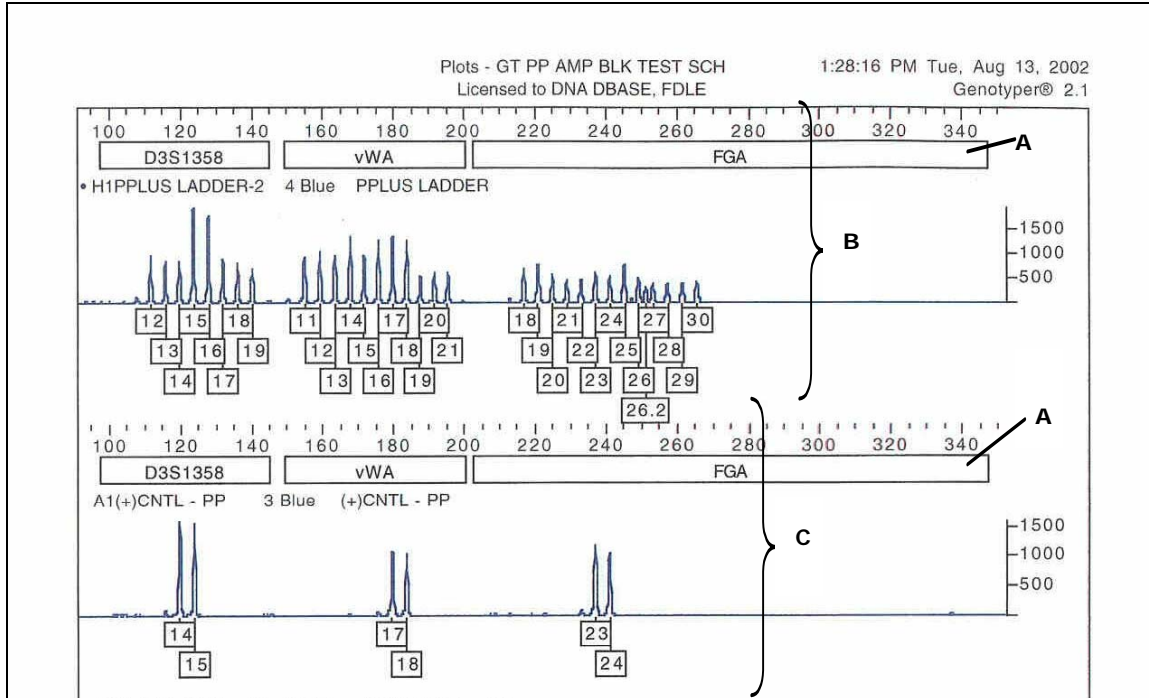 Plots - GT PP AMP BLK TEST SCH 1:28:16 PM Tue, Aug 13, 2002
Licensed to DNA DBASE, FDLE Genotyper® 2.1
100 120 140 160 180 200 220 240 260 280 300 320 340
D3S1358 vWA FGA A
• H1PPLUS LADDER-2 4 Blue PPLUS LADDER
1500
B
1000
500
12 15 18 11 14 17 20 18 21 24 27 30
13 16 19 12 15 18 21 19 22 25 28
14 17 13 16 19 20 23 26 29
26.2
A
100 120 140 160 180 200 220 240 260 280 300 320 340
D3S1358 vWA FGA
A1(+)CNTL - PP 3 Blue (+)CNTL - PP
1500
C
1000
500
14 17 23
15 18 24